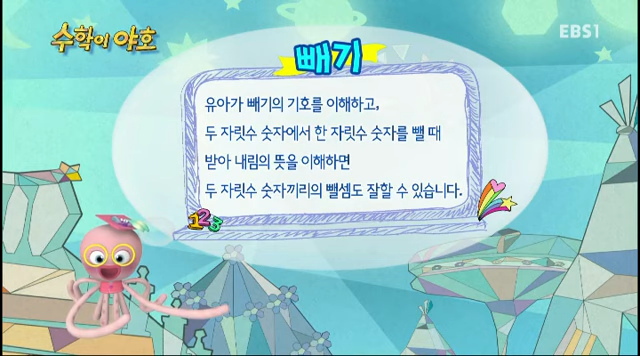 수학이 야호
EBS1
빼기
유아가 빼기의 기호를 이해하고,
두 자릿수 숫자에서 한 자릿수 숫자를 뺄 때
받아 내림의 뜻을 이해하면
두 자릿수 숫자끼리의 뺄셈도 잘할 수 있습니다.
123